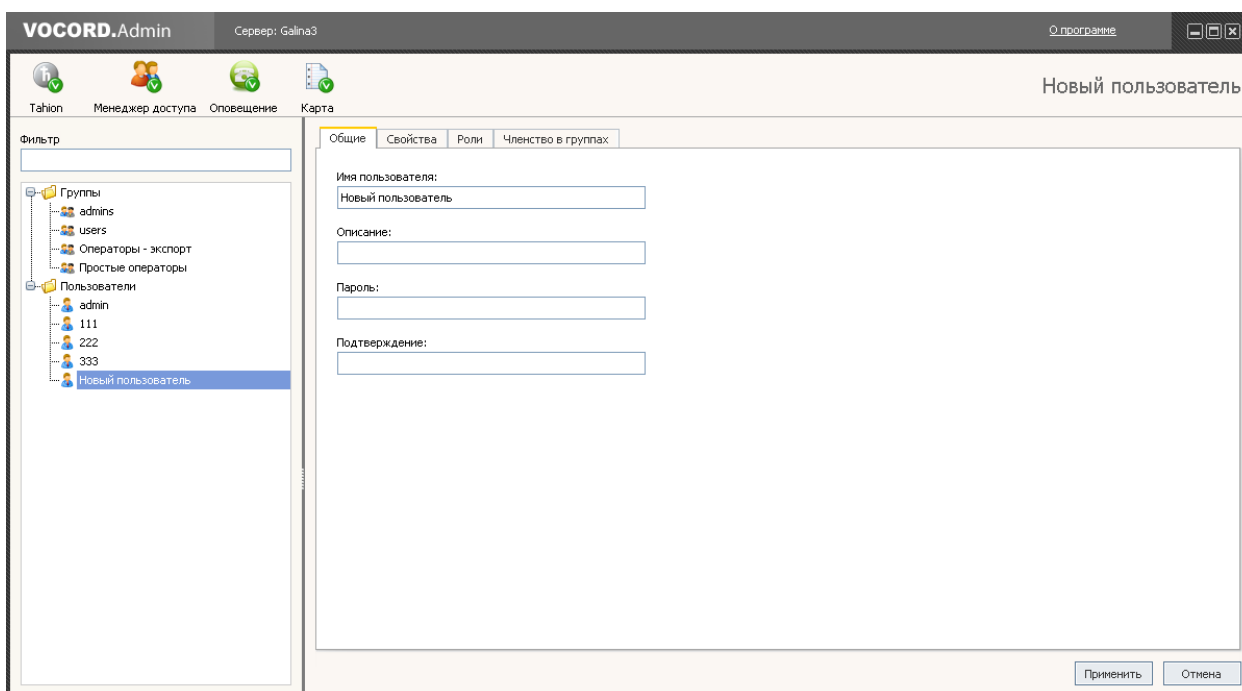 VOCORD.Admin
Сервер: Galina3
О программе
Tahion
Менеджер доступа
Оповещение
Карта
Новый пользователь
Фильтр
Группы
admins
users
Операторы - экспорт
Простые операторы
Пользователи
admin
111
222
333
Новый пользователь
Общие
Свойства
Роли
Членство в группах
Имя пользователя:
Новый пользователь
Описание:
Пароль:
Подтверждение:
Применить
Отмена